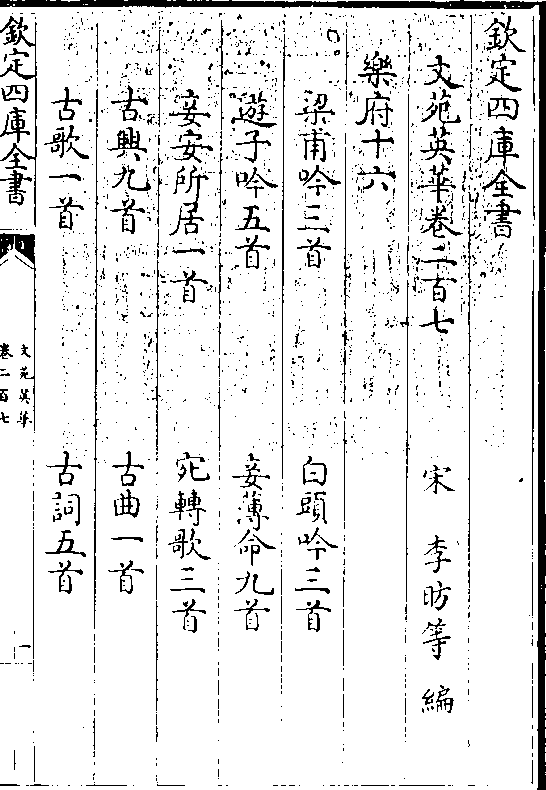 欽定四庫全書
文苑英華卷二百七
宋 李昉等 編
樂府十六
梁甫吟三首 白頭吟三首
遊子吟五首 妾薄命九首
妾安所居一首 宛轉歌三首
古興九首 古曲一首
古歌一首 古詞五首
欽定四庫全書
文苑英華
卷二百七
一